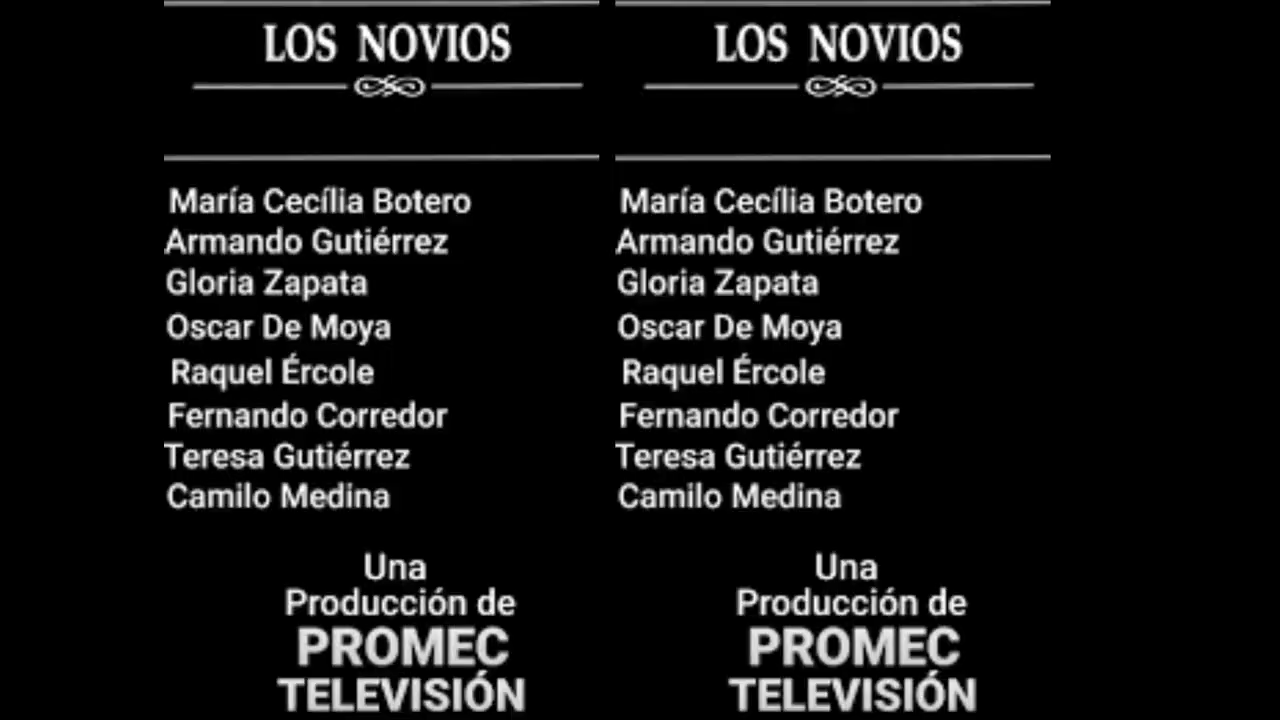 LOS NOVIOS
María Cecília Botero
Armando Gutiérrez
Gloria Zapata
Oscar De Moya
Raquel Ércole
Fernando Corredor
Teresa Gutiérrez
Camilo Medina
Una
Producción de
PROMEC
TELEVISIÓN
LOS NOVIOS
María Cecília Botero
Armando Gutiérrez
Gloria Zapata
Oscar De Moya
Raquel Ércole
Fernando Corredor
Teresa Gutiérrez
Camilo Medina
Una
Producción de
PROMEC
TELEVISIÓN